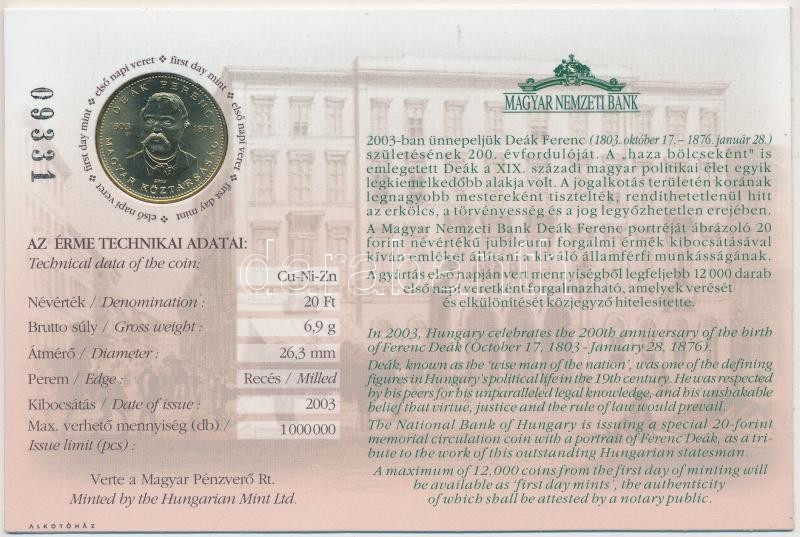 09331
első napi veret • first day mint • első napi veret • first day mint • első napi veret • first day mint
DEÁK FERENC
1803 1876
2003
MAGYAR KÖZTÁRSASÁG
AZ ÉRME TECHNIKAI ADATAI:
Technical data of the coin:
Cu-Ni-Zn
Névérték / Denomination : 20 Ft
Brutto súly / Gross weight : 6,9 g
Átmérő / Diameter : 26,3 mm
Perem / Edge : Recés / Milled
Kibocsátás / Date of issue : 2003
Max. verhető mennyiség (db) /
Issue limit (pcs) : 1000000
Verte a Magyar Pénzverő Rt.
Minted by the Hungarian Mint Ltd.
ALKOTÓHÁZ
MAGYAR NEMZETI BANK
2003-ban ünnepeljük Deák Ferenc (1803. október 17. – 1876. január 28.)
születésének 200. évfordulóját. A „haza bölcseként" is
emlegetett Deák a XIX. századi magyar politikai élet egyik
legkiemelkedőbb alakja volt. A jogalkotás területén korának
legnagyobb mestereként tisztelték, rendíthetetlenül hitt
az erkölcs, a törvényesség és a jog legyőzhetetlen erejében.
A Magyar Nemzeti Bank Deák Ferenc portréját ábrázoló 20
forint névértékű jubileumi forgalmi érmék kibocsátásával
kíván emléket állítani a kiváló államférfi munkásságának.
A gyártás első napján vert mennyiségből legfeljebb 12 000 darab
első napi veretként forgalmazható, amelyek verését
és elkülönítését közjegyző hitelesítette.
In 2003, Hungary celebrates the 200th anniversary of the birth
of Ferenc Deák (October 17, 1803 - January 28, 1876).
Deák, known as the 'wise man of the nation', was one of the defining
figures in Hungary's political life in the 19th century. He was respected
by his peers for his unparalleled legal knowledge, and his unshakable
belief that virtue, justice and the rule of law would prevail.
The National Bank of Hungary is issuing a special 20-forint
memorial circulation coin with a portrait of Ferenc Deák, as a tri-
bute to the work of this outstanding Hungarian statesman.
A maximum of 12,000 coins from the first day of minting will
be available as 'first day mints', the authenticity
of which shall be attested by a notary public.